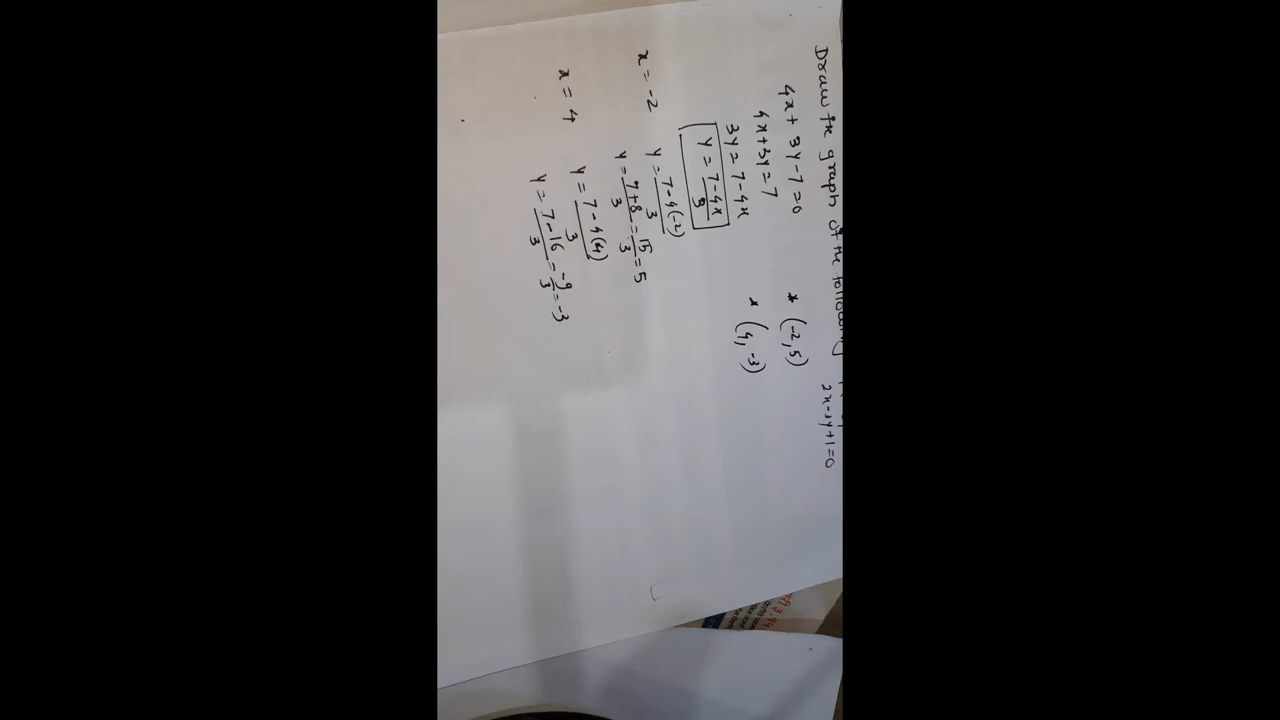 Draw the graph of the following
2x-3y+1=0
4x+3y-7=0
4x+3y=7
3y=7-4x
y=7-4x/3
* (-2,5)
* (4,-3)
x=-2
y=7-4(-2)/3
y=7+8/3=15/3=5
x=4
y=7-4(4)/3
y=7-16/3=-9/3=-3